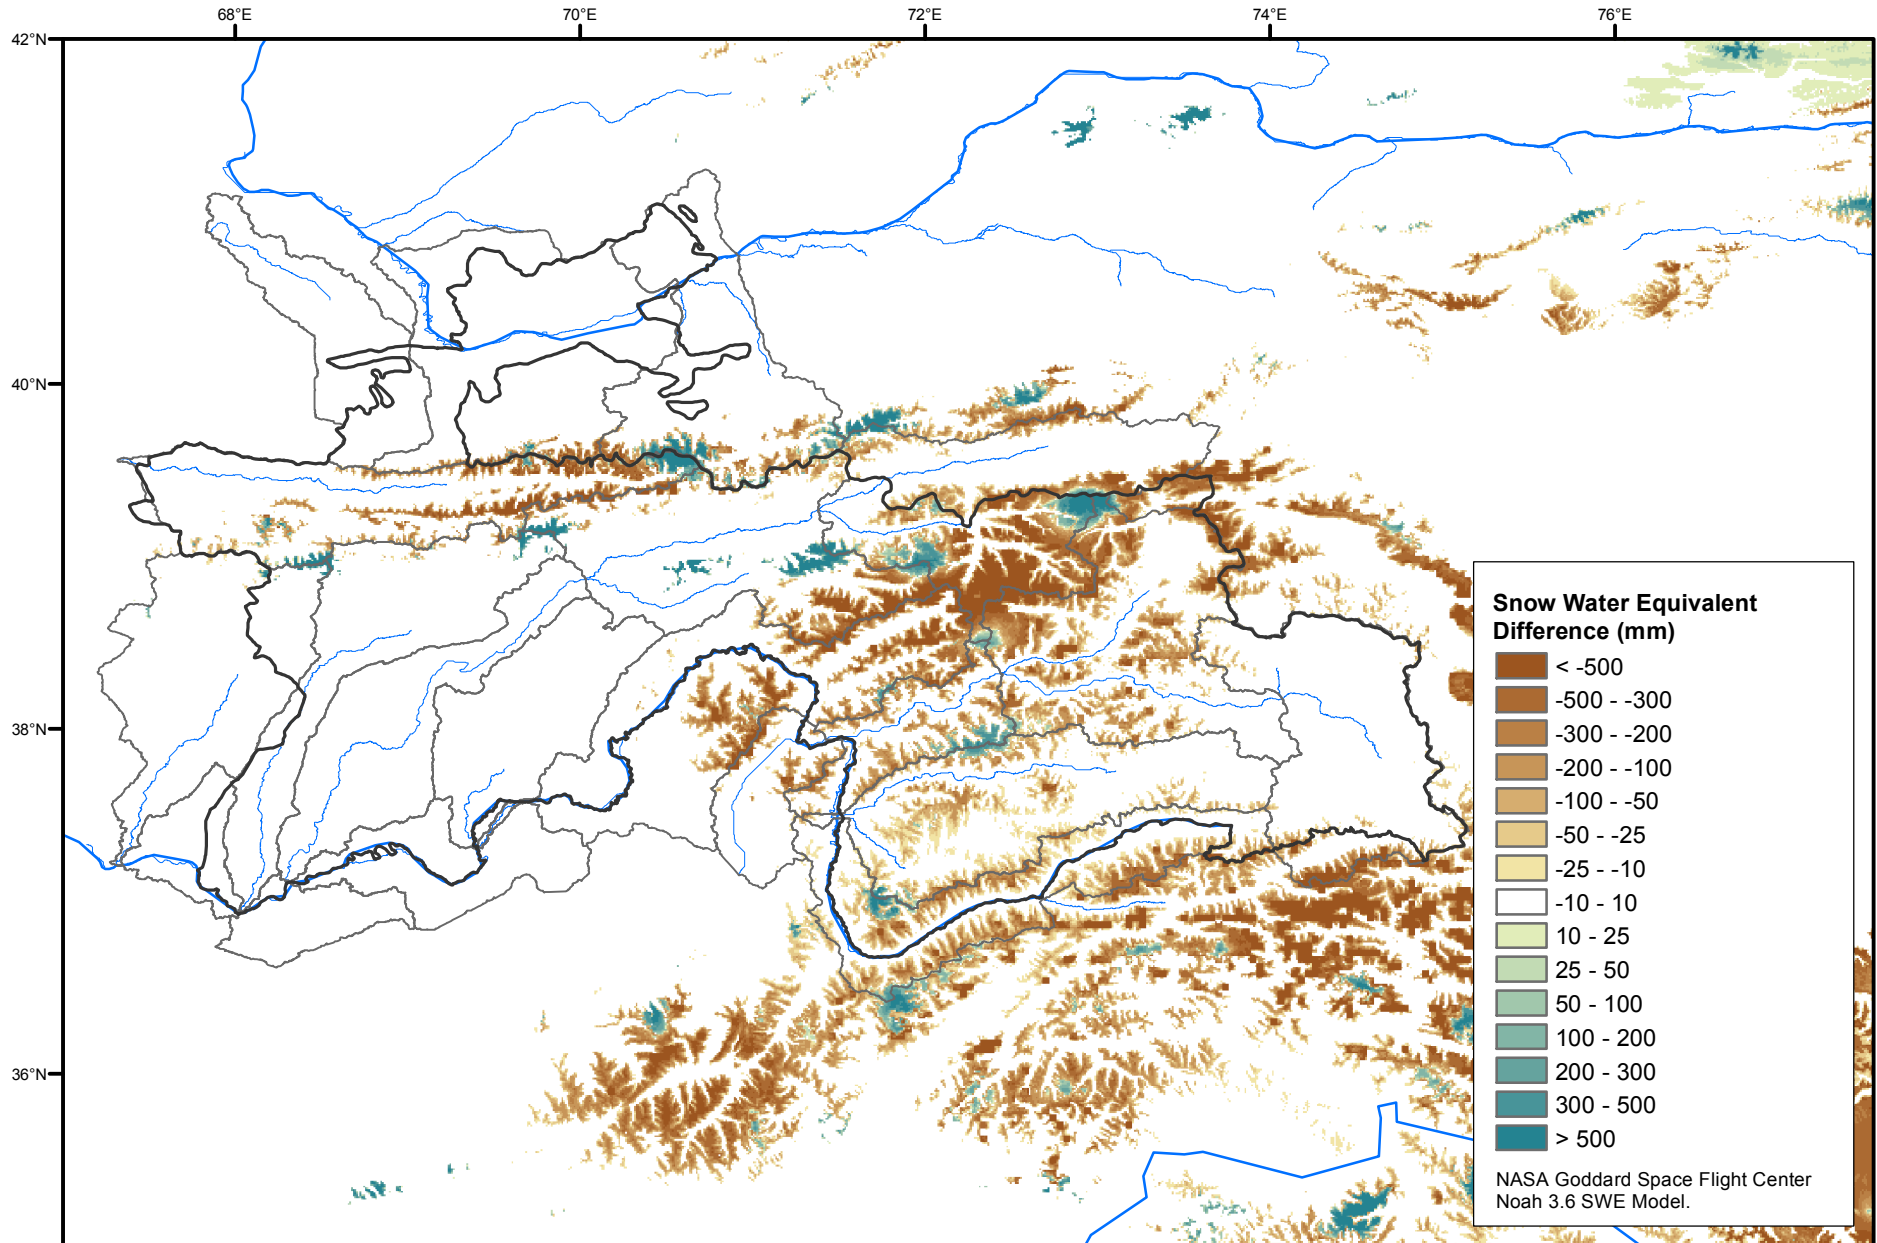 68°E
70°E
72°E
74°E
76°E
42°N
40°N
38°N
36°N
Snow Water Equivalent
Difference (mm)
< -500
-500 - -300
-300 - -200
-200 - -100
-100 - -50
-50 - -25
-25 - -10
-10 - 10
10 - 25
25 - 50
50 - 100
100 - 200
200 - 300
300 - 500
> 500
NASA Goddard Space Flight Center
Noah 3.6 SWE Model.